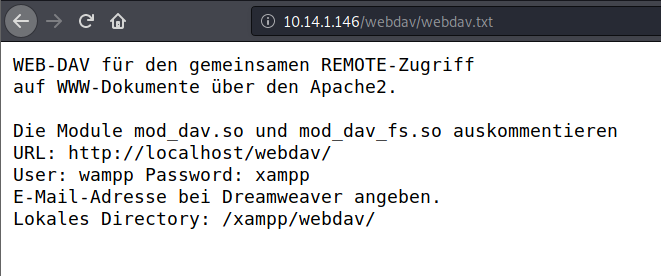 10.14.1.146/webdav/webdav.txt
WEB-DAV für den gemeinsamen REMOTE-Zugriff
auf WWW-Dokumente über den Apache2.
Die Module mod_dav.so und mod_dav_fs.so auskommentieren
URL: http://localhost/webdav/
User: wampp Password: xampp
E-Mail-Adresse bei Dreamweaver angeben.
Lokales Directory: /xampp/webdav/